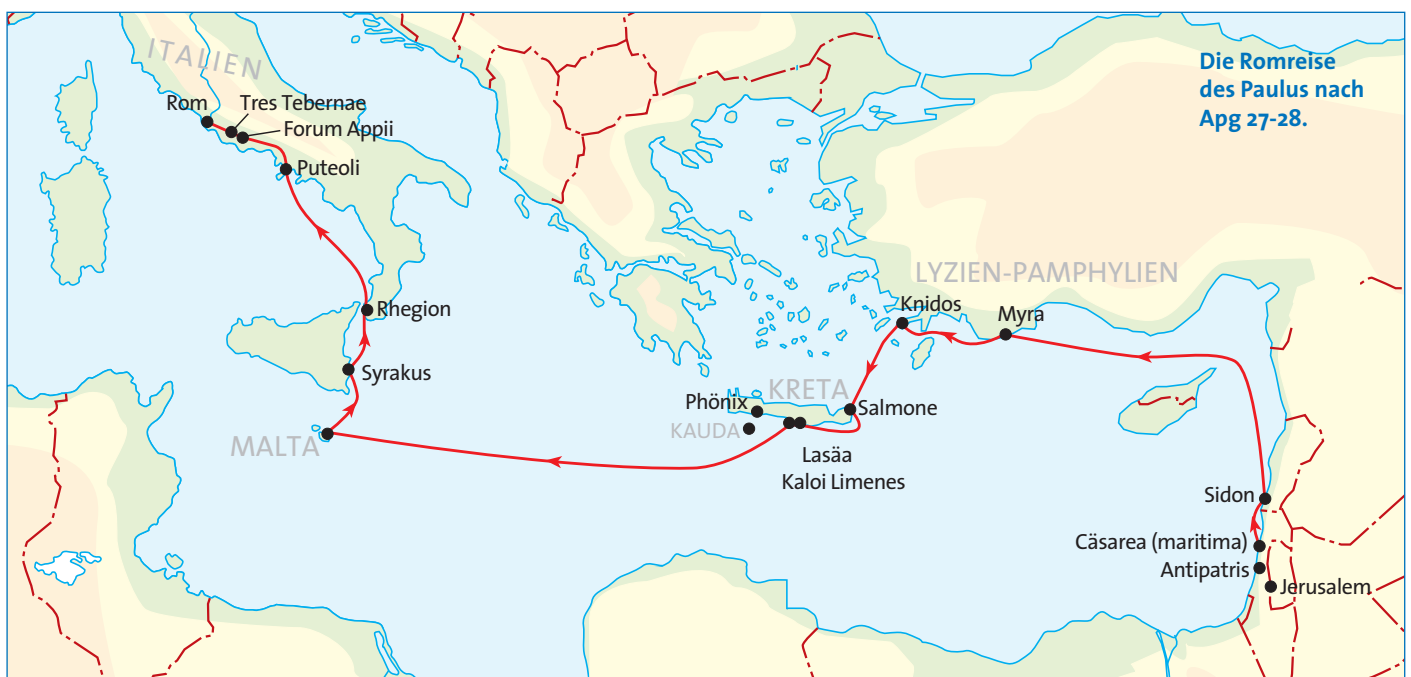 Die Romreise
des Paulus nach
Apg 27-28.
ITALIEN
Rom
Tres Tebernae
Forum Appii
Puteoli
Rhegion
Syrakus
MALTA
LYZIEN-PAMPHYLIEN
Knidos
Myra
KRETA
Phönix
Salmone
KAUDA
Lasäa
Kaloi Limenes
Sidon
Cäsarea (maritima)
Antipatris
Jerusalem